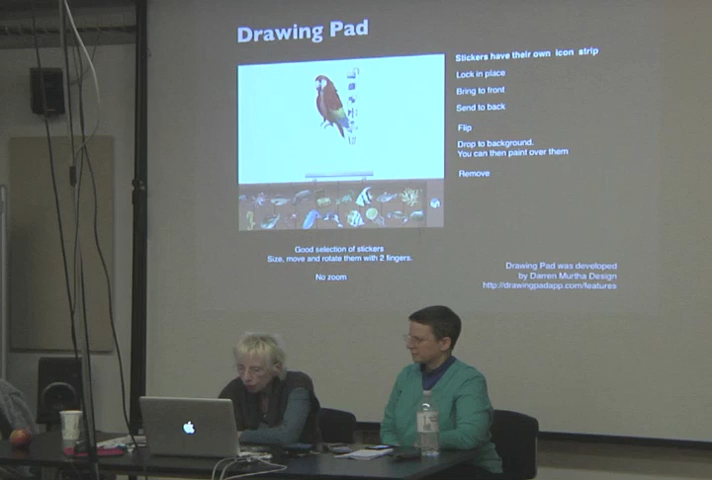 Drawing Pad
Stickers have their own icon strip
Lock in place
Bring to front
Send to back
Flip
Drop to background.
You can then paint over them
Remove
Good selection of stickers
Size, move and rotate them with 2 fingers.
No zoom
Drawing Pad was developed
by Darren Murtha Design
http://drawingpadapp.com/features